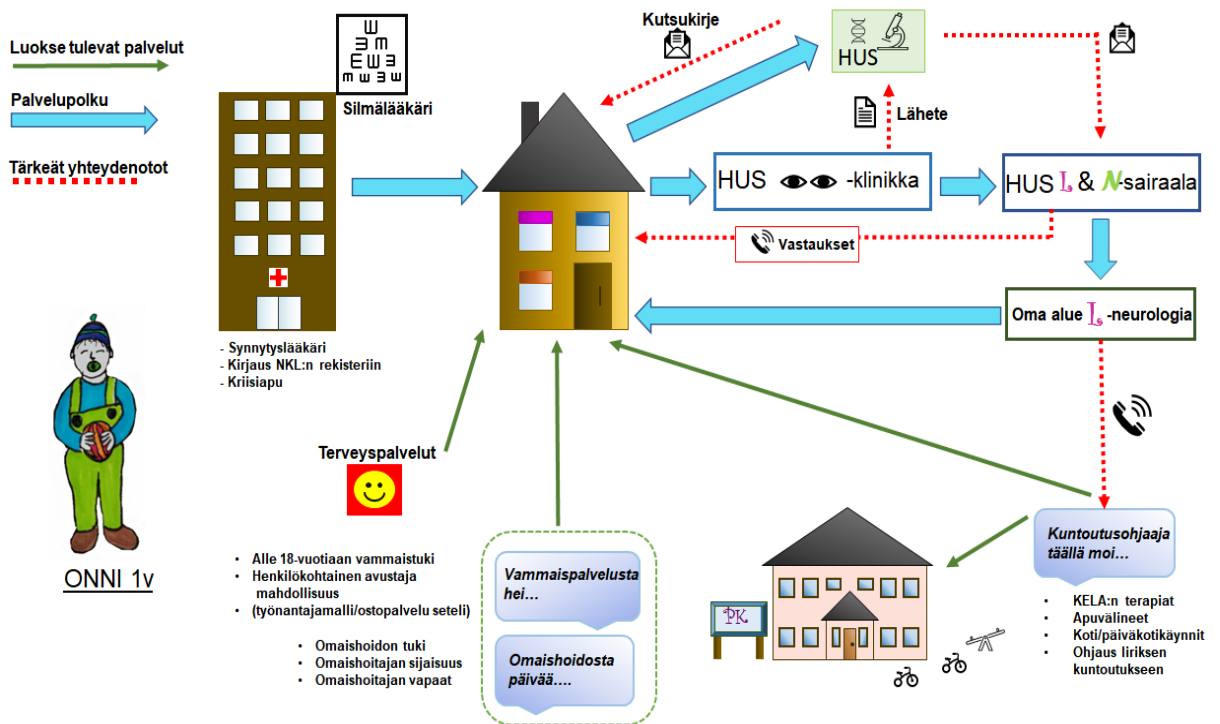 Luokse tulevat palvelut
Palvelupolku
Tärkeät yhteydenotot
Silmälääkäri
Kutsukirje
HUS
Lähete
HUS -klinikka
HUS L & N-sairaala
Vastaukset
Oma alue L -neurologia
- Synnytyslääkäri
- Kirjaus NKL:n rekisteriin
- Kriisiapu
Terveyspalvelut
ONNI 1v
• Alle 18-vuotiaan vammaistuki
• Henkilökohtainen avustaja
mahdollisuus
• (työnantajamalli/ostopalvelu seteli)
• Omaishoidon tuki
• Omaishoitajan sijaisuus
• Omaishoitajan vapaat
Vammaispalvelusta
hei…
Omaishoidosta
päivää….
PK
Kuntoutusohjaaja
täällä moi…
• KELA:n terapiat
• Apuvälineet
• Koti/päiväkotikäynnit
• Ohjaus Iiriksen
kuntoutukseen